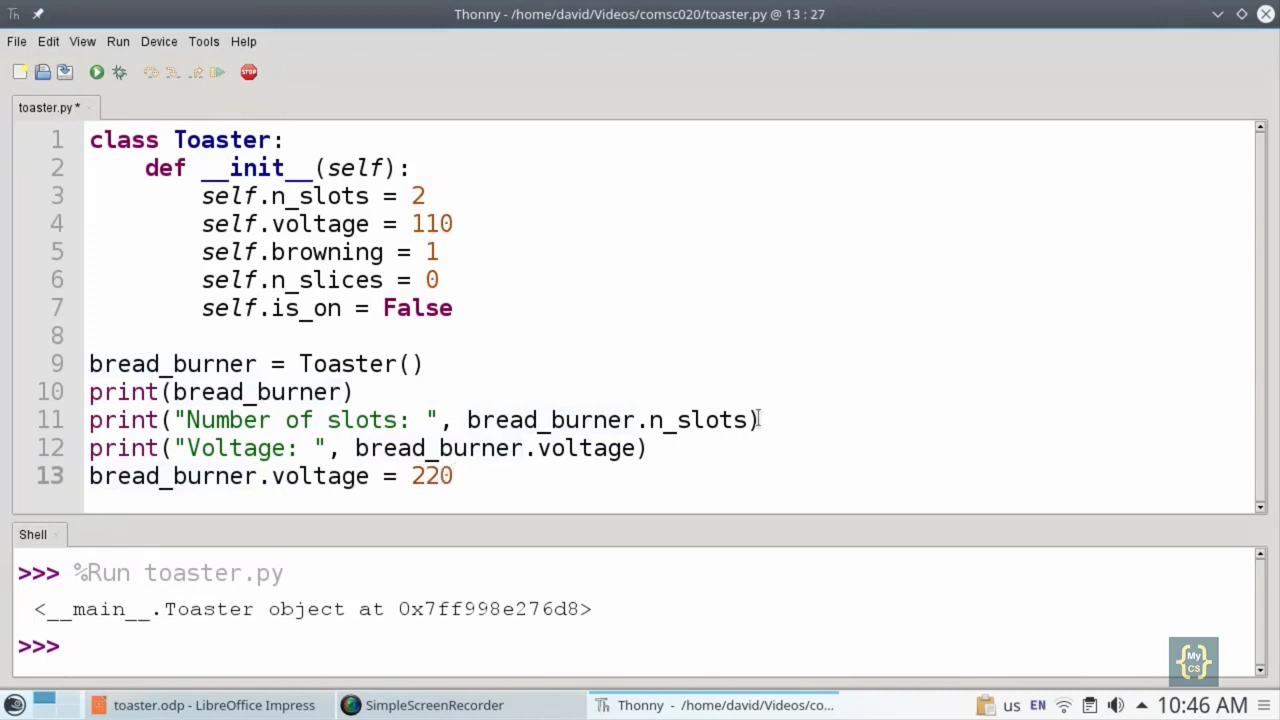 Thonny - /home/david/Videos/comsc020/toaster.py @ 13 : 27
File Edit View Run Device Tools Help
STOP
toaster.py *
1 class Toaster:
2     def __init__(self):
3         self.n_slots = 2
4         self.voltage = 110
5         self.browning = 1
6         self.n_slices = 0
7         self.is_on = False
8
9 bread_burner = Toaster()
10 print(bread_burner)
11 print("Number of slots: ", bread_burner.n_slots)
12 print("Voltage: ", bread_burner.voltage)
13 bread_burner.voltage = 220
Shell
>>> %Run toaster.py
<__main__.Toaster object at 0x7ff998e276d8>
>>>
{My CS}
toaster.odp - LibreOffice Impress SimpleScreenRecorder Th Thonny - /home/david/Videos/co... us EN 10:46 AM